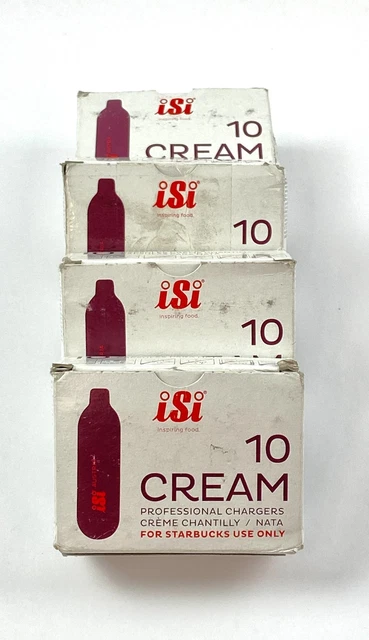 iSi
inspiring food.
10
CREAM
iSi
inspiring food.
10
iSi
inspiring food.
10
iSi
inspiring food.
10
CREAM
PROFESSIONAL CHARGERS
CRÈME CHANTILLY / NATA
FOR STARBUCKS USE ONLY
iSi